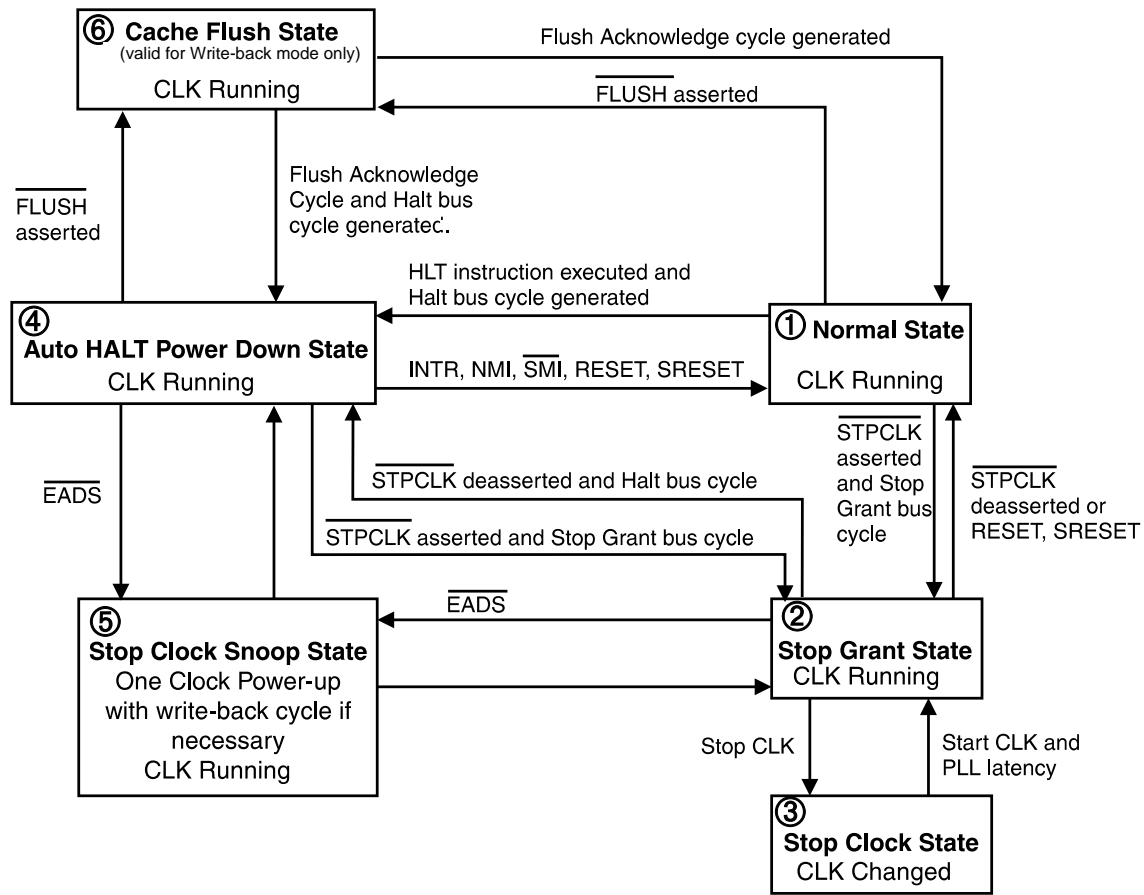 ⑥ Cache Flush State
(valid for Write-back mode only)
CLK Running
Flush Acknowledge cycle generated
FLUSH asserted
FLUSH
asserted
Flush Acknowledge
Cycle and Halt bus
cycle generated.
HLT instruction executed and
Halt bus cycle generated
④
Auto HALT Power Down State
CLK Running
① Normal State
CLK Running
INTR, NMI, SMI, RESET, SRESET
STPCLK
asserted
and Stop
Grant bus
cycle
STPCLK
deasserted or
RESET, SRESET
EADS
STPCLK deasserted and Halt bus cycle
STPCLK asserted and Stop Grant bus cycle
EADS
⑤
Stop Clock Snoop State
One Clock Power-up
with write-back cycle if
necessary
CLK Running
②
Stop Grant State
CLK Running
Stop CLK
Start CLK and
PLL latency
③
Stop Clock State
CLK Changed